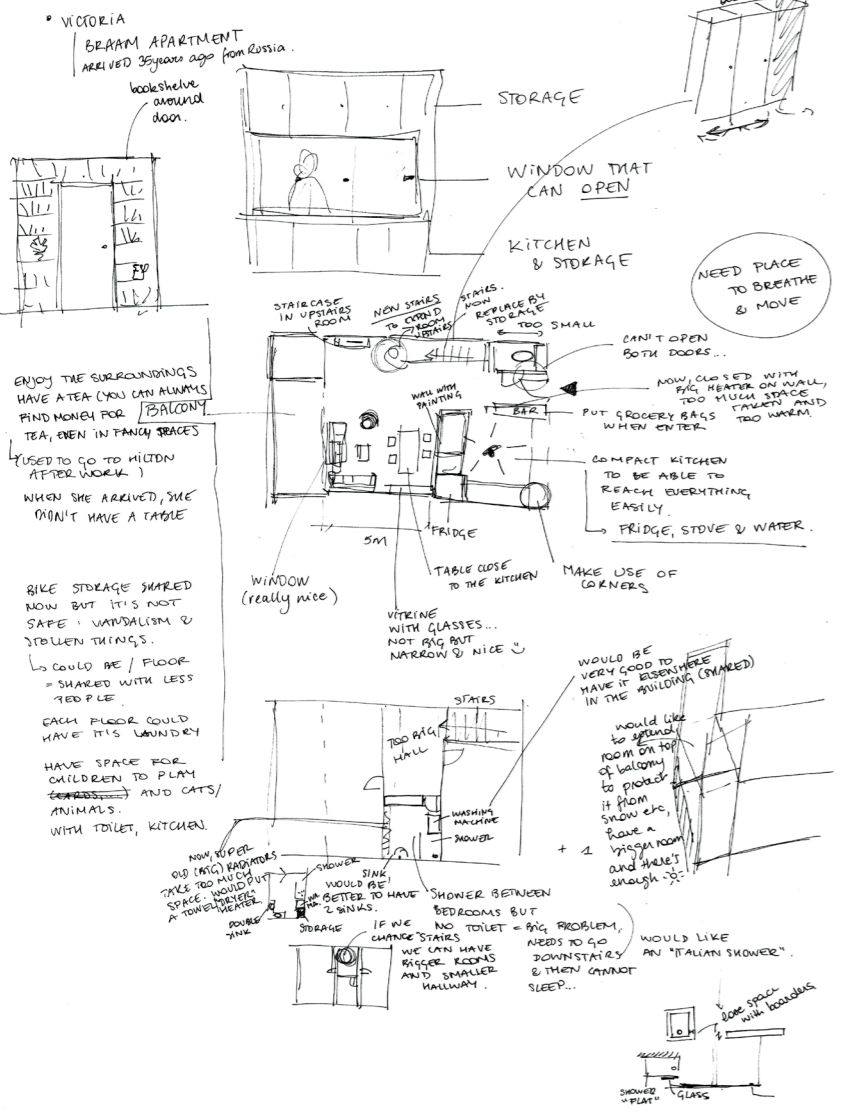 • VICTORIA
BRAAM APARTMENT
ARRIVED 35years ago from Russia.
bookshelve
around
door.
STORAGE
WINDOW THAT
CAN OPEN
KITCHEN
& STORAGE
NEED PLACE
TO BREATHE
& MOVE
STAIRCASE
IN UPSTAIRS
ROOM
NEW STAIRS
TO EXPEND
ROOM
UPSTAIRS
STAIRS.
NOW
REPLACE BY
STORAGE
TOO SMALL
CAN'T OPEN
BOTH DOORS...
NOW, CLOSED WITH
BIG HEATER ON WALL,
TOO MUCH SPACE
TAKEN AND
TOO WARM.
WALL WITH
PAINTING
BAR
PUT GROCERY BAGS
WHEN ENTER
COMPACT KITCHEN
TO BE ABLE TO
REACH EVERYTHING
EASILY.
FRIDGE, STOVE & WATER.
ENJOY THE SURROUNDINGS
HAVE A TEA (YOU CAN ALWAYS
FIND MONEY FOR
TEA, EVEN IN FANCY SPACES
BALCONY
(USED TO GO TO HILTON
AFTER WORK)
WHEN SHE ARRIVED, SHE
DIDN'T HAVE A TABLE
5M
FRIDGE
TABLE CLOSE
TO THE KITCHEN
MAKE USE OF
CORNERS
WINDOW
(really nice)
VITRINE
WITH GLASSES...
NOT BIG BUT
NARROW & NICE
BIKE STORAGE SHARED
NOW BUT IT'S NOT
SAFE : VANDALISM &
STOLLEN THINGS.
COULD BE / FLOOR
= SHARED WITH LESS
PEOPLE
EACH FLOOR COULD
HAVE IT'S LAUNDRY
HAVE SPACE FOR
CHILDREN TO PLAY
(CARDS,...) AND CATS/
ANIMALS.
WITH TOILET, KITCHEN.
WOULD BE
VERY GOOD TO
HAVE IT ELSEWHERE
IN THE BUILDING (SHARED)
STAIRS
TOO BIG
HALL
WASHING
MACHINE
SHOWER
would like
to extend
room on top
of balcony
to protect
it from
snow etc,
have a
bigger room
and there's
enough
+ 1
NOW, SUPER
OLD (BIG) RADIATORS
TAKE TOO MUCH
SPACE. WOULD PUT
A TOWEL "DRYER"
HEATER
SHOWER
DOUBLE
SINK
STORAGE
SINK
WOULD BE
BETTER TO HAVE
2 SINKS.
SHOWER BETWEEN
BEDROOMS BUT
NO TOILET = BIG PROBLEM,
NEEDS TO GO
DOWNSTAIRS
& THEN CANNOT
SLEEP...
IF WE
CHANGE STAIRS
WE CAN HAVE
BIGGER ROOMS
AND SMALLER
HALLWAY.
WOULD LIKE
AN "ITALIAN SHOWER".
lose space
with boarders
SHOWER
"FLAT"
GLASS